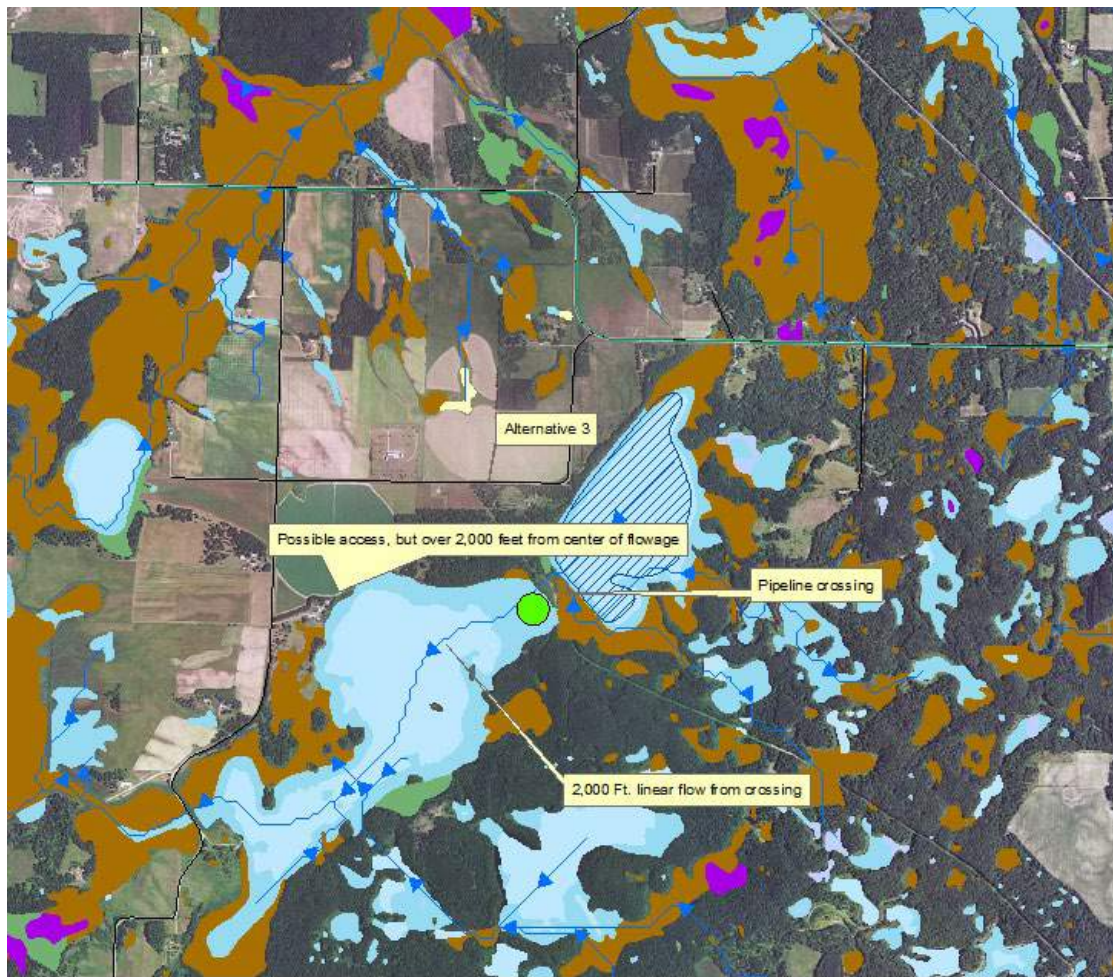 Alternative 3
Possible access, but over 2,000 feet from center of flowage
Pipeline crossing
2,000 Ft. linear flow from crossing